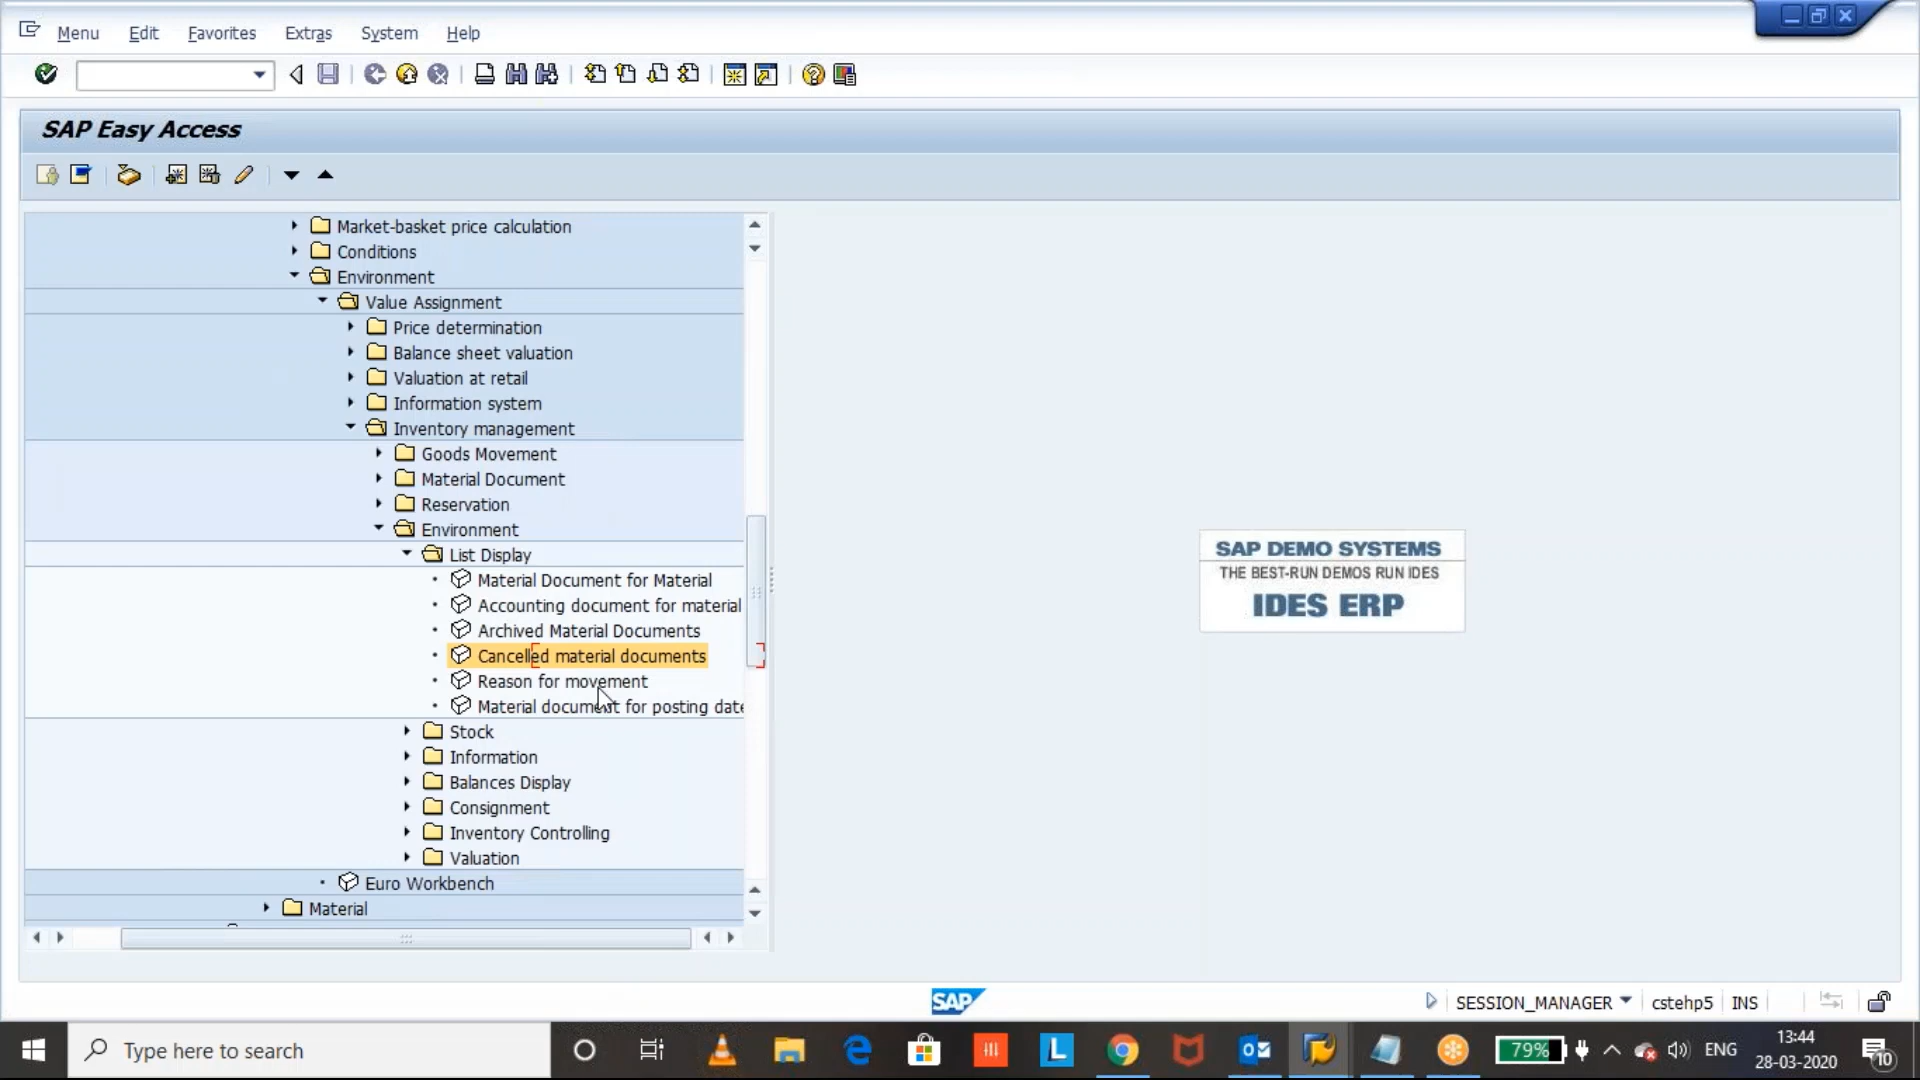 Menu Edit Favorites Extras System Help
SAP Easy Access
Market-basket price calculation
Conditions
Environment
Value Assignment
Price determination
Balance sheet valuation
Valuation at retail
Information system
Inventory management
Goods Movement
Material Document
Reservation
Environment
List Display
Material Document for Material
Accounting document for material
Archived Material Documents
Cancelled material documents
Reason for movement
Material document for posting date
Stock
Information
Balances Display
Consignment
Inventory Controlling
Valuation
Euro Workbench
Material
SAP DEMO SYSTEMS
THE BEST-RUN DEMOS RUN IDES
IDES ERP
SAP
SESSION_MANAGER cstehp5 INS
Type here to search
L
79%
ENG
13:44
28-03-2020
10